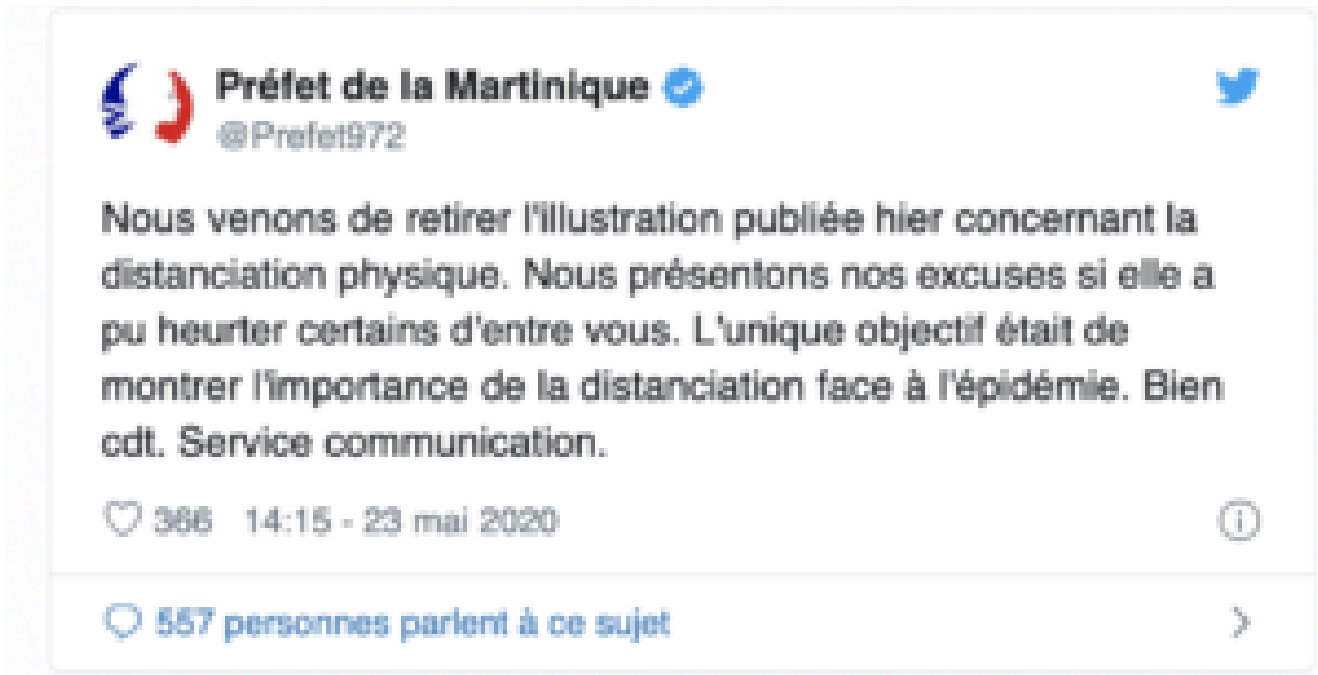 Préfet de la Martinique
@Prefet972
Nous venons de retirer l'illustration publiée hier concernant la
distanciation physique. Nous présentons nos excuses si elle a
pu heurter certains d'entre vous. L'unique objectif était de
montrer l'importance de la distanciation face à l'épidémie. Bien
cdt. Service communication.
366 14:15 - 23 mai 2020
557 personnes parlent à ce sujet